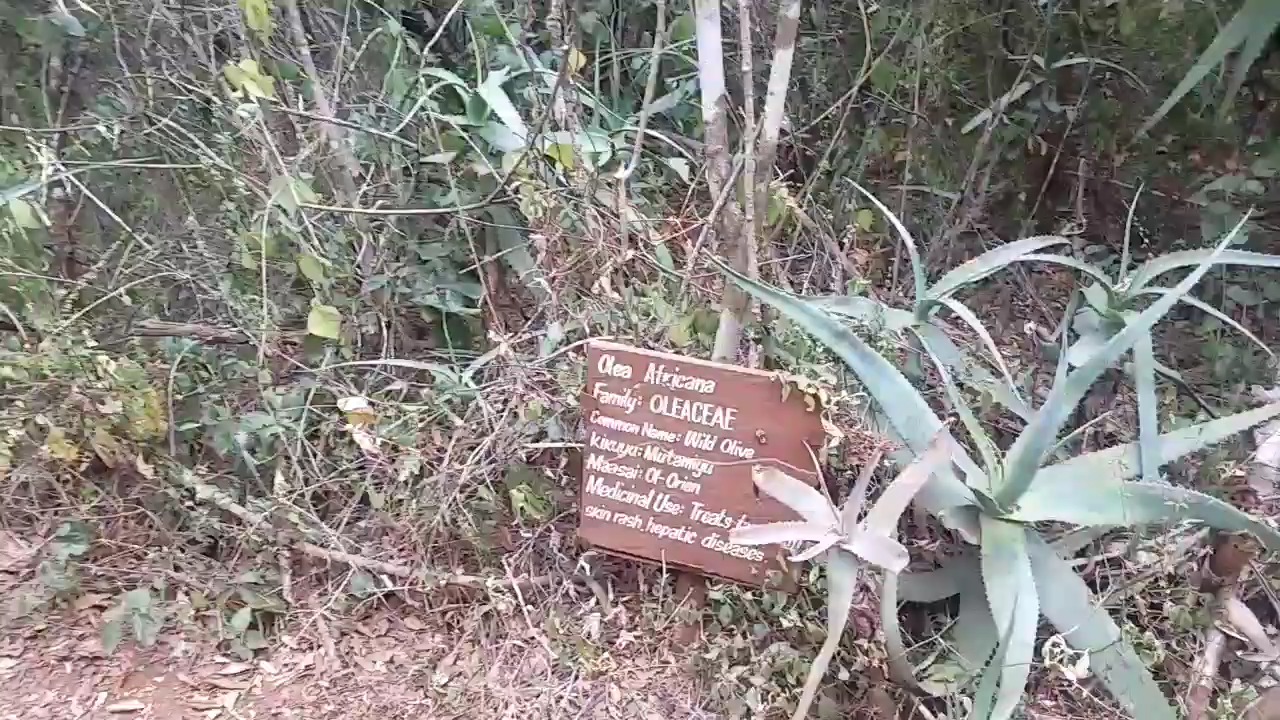 Olea Africana
Family: OLEACEAE
Common Name: Wild Olive
Kikuyu: Mutamiyu
Maasai: Ol-Orien
Medicinal Use: Treats
skin rash, hepatic diseases.